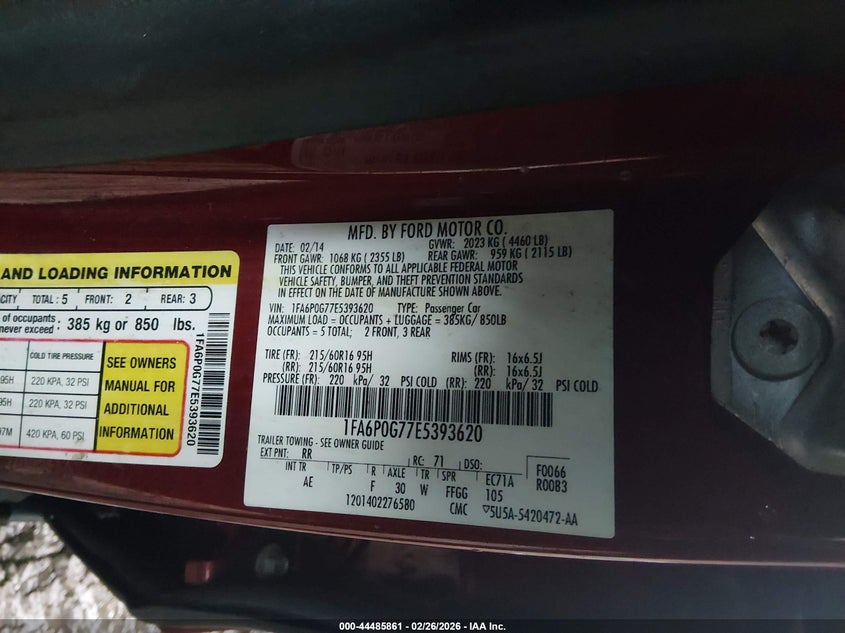 AND LOADING INFORMATION
CITY TOTAL : 5 FRONT: 2 REAR: 3
of occupants
never exceed : 385 kg or 850 lbs.
COLD TIRE PRESSURE
95H 220 KPA, 32 PSI
95H 220 KPA, 32 PSI
97M 420 KPA, 60 PSI
SEE OWNERS
MANUAL FOR
ADDITIONAL
INFORMATION
1FA6P0G77E5393620
MFD. BY FORD MOTOR CO.
DATE: 02/14 GVWR: 2023 KG ( 4460 LB)
FRONT GAWR: 1068 KG ( 2355 LB) REAR GAWR: 959 KG ( 2115 LB)
THIS VEHICLE CONFORMS TO ALL APPLICABLE FEDERAL MOTOR
VEHICLE SAFETY, BUMPER, AND THEFT PREVENTION STANDARDS
IN EFFECT ON THE DATE OF MANUFACTURE SHOWN ABOVE.
VIN: 1FA6P0G77E5393620 TYPE: Passenger Car
MAXIMUM LOAD = OCCUPANTS + LUGGAGE = 385KG/ 850LB
OCCUPANTS = 5 TOTAL; 2 FRONT, 3 REAR
TIRE (FR): 215/60R16 95H RIMS (FR): 16x6.5J
(RR): 215/60R16 95H (RR): 16x6.5J
PRESSURE (FR): 220 kPa/ 32 PSI COLD (RR): 220 kPa/ 32 PSI COLD
1FA6P0G77E5393620
TRAILER TOWING - SEE OWNER GUIDE
EXT PNT: RR RC: 71 DSO: F0066
INT TR TP/PS R AXLE TR SPR EC71A R0083
AE F 30 W FFGG 105
1201402276580 CMC ▽5U5A-5420472-AA
000-44485861 - 02/26/2026 - IAA Inc.